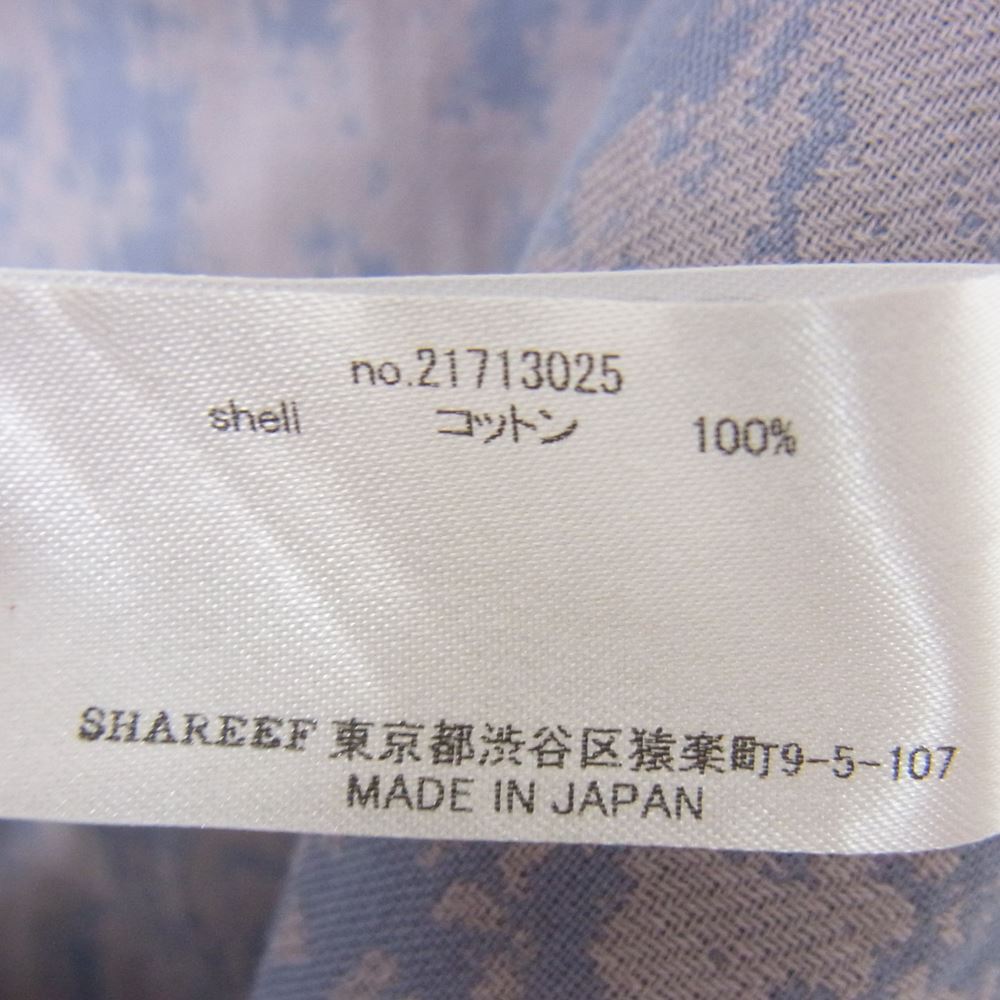 no.21713025
shell コットン 100%
SHAREEF 東京都渋谷区猿楽町9-5-107
MADE IN JAPAN